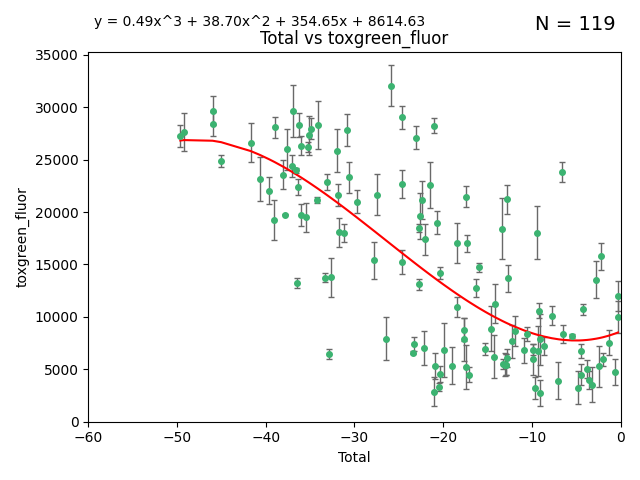 y = 0.49x^3 + 38.70x^2 + 354.65x + 8614.63
N = 119
Total vs toxgreen_fluor
35000
30000
25000
20000
15000
10000
5000
0
toxgreen_fluor
−60 −50 −40 −30 −20 −10 0
Total